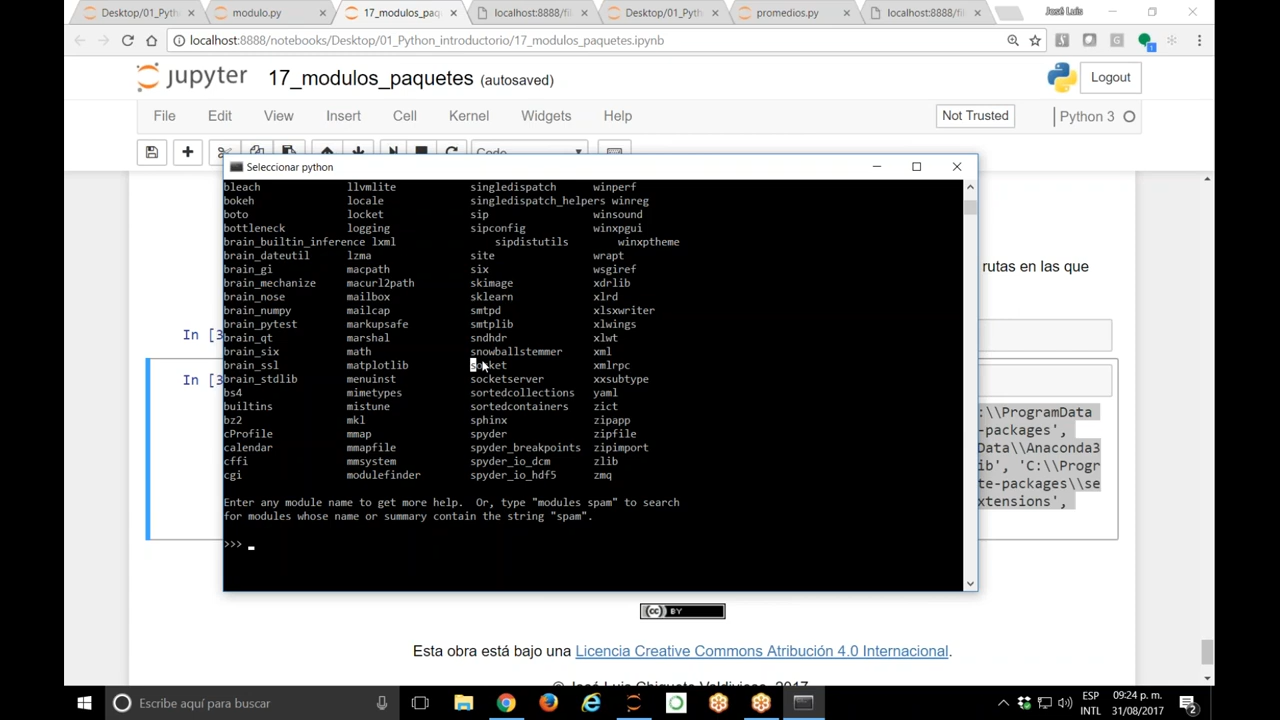 Desktop/01_Pyth
modulo.py
17_modulos_paq
localhost:8888/fil
Desktop/01_Pyth
promedios.py
localhost:8888/fil
José Luis
localhost:8888/notebooks/Desktop/01_Python_introductorio/17_modulos_paquetes.ipynb
jupyter 17_modulos_paquetes (autosaved)
Logout
File Edit View Insert Cell Kernel Widgets Help
Not Trusted
Python 3
Code
Seleccionar python
bleach llvmlite singledispatch winperf
bokeh locale singledispatch_helpers winreg
boto locket sip winsound
bottleneck logging sipconfig winxpgui
brain_builtin_inference lxml sipdistutils winxptheme
brain_dateutil lzma site wrapt
brain_gi macpath six wsgiref
brain_mechanize macurl2path skimage xdrlib
brain_nose mailbox sklearn xlrd
brain_numpy mailcap smtpd xlsxwriter
brain_pytest markupsafe smtplib xlwings
brain_qt marshal sndhdr xlwt
brain_six math snowballstemmer xml
brain_ssl matplotlib socket xmlrpc
brain_stdlib menuinst socketserver xxsubtype
bs4 mimetypes sortedcollections yaml
builtins mistune sortedcontainers zict
bz2 mkl sphinx zipapp
cProfile mmap spyder zipfile
calendar mmapfile spyder_breakpoints zipimport
cffi mmsystem spyder_io_dcm zlib
cgi modulefinder spyder_io_hdf5 zmq
Enter any module name to get more help. Or, type "modules spam" to search
for modules whose name or summary contain the string "spam".
>>>
rutas en las que
In [3
In [3
:\\ProgramData
-packages',
Data\\Anaconda3
ib', 'C:\\Progr
te-packages\\se
xtensions',
(cc) BY
Esta obra está bajo una Licencia Creative Commons Atribución 4.0 Internacional.
© José Luis Chiquete Valdivieso, 2017
Escribe aquí para buscar
ESP
INTL
09:24 p. m.
31/08/2017
2